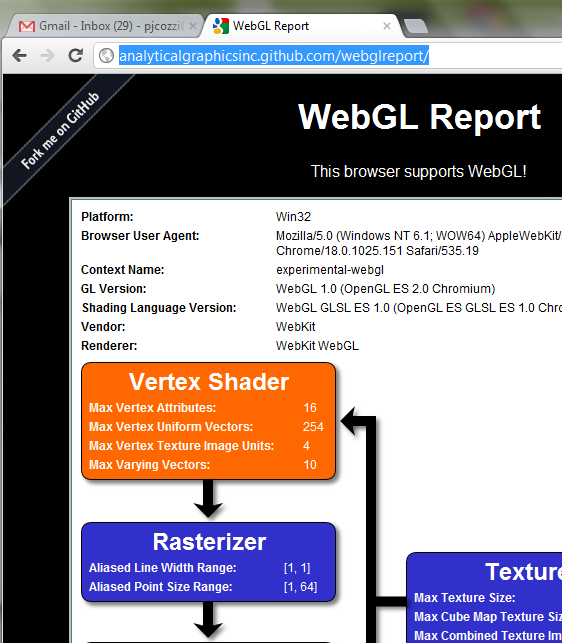 Gmail - Inbox (29) - pjcozzi
WebGL Report
analyticalgraphicsinc.github.com/webglreport/
Fork me on GitHub
WebGL Report
This browser supports WebGL!
Platform: Win32
Browser User Agent: Mozilla/5.0 (Windows NT 6.1; WOW64) AppleWebKit/
Chrome/18.0.1025.151 Safari/535.19
Context Name: experimental-webgl
GL Version: WebGL 1.0 (OpenGL ES 2.0 Chromium)
Shading Language Version: WebGL GLSL ES 1.0 (OpenGL ES GLSL ES 1.0 Chro
Vendor: WebKit
Renderer: WebKit WebGL
Vertex Shader
Max Vertex Attributes: 16
Max Vertex Uniform Vectors: 254
Max Vertex Texture Image Units: 4
Max Varying Vectors: 10
Rasterizer
Aliased Line Width Range: [1, 1]
Aliased Point Size Range: [1, 64]
Texture
Max Texture Size:
Max Cube Map Texture Siz
Max Combined Texture Im